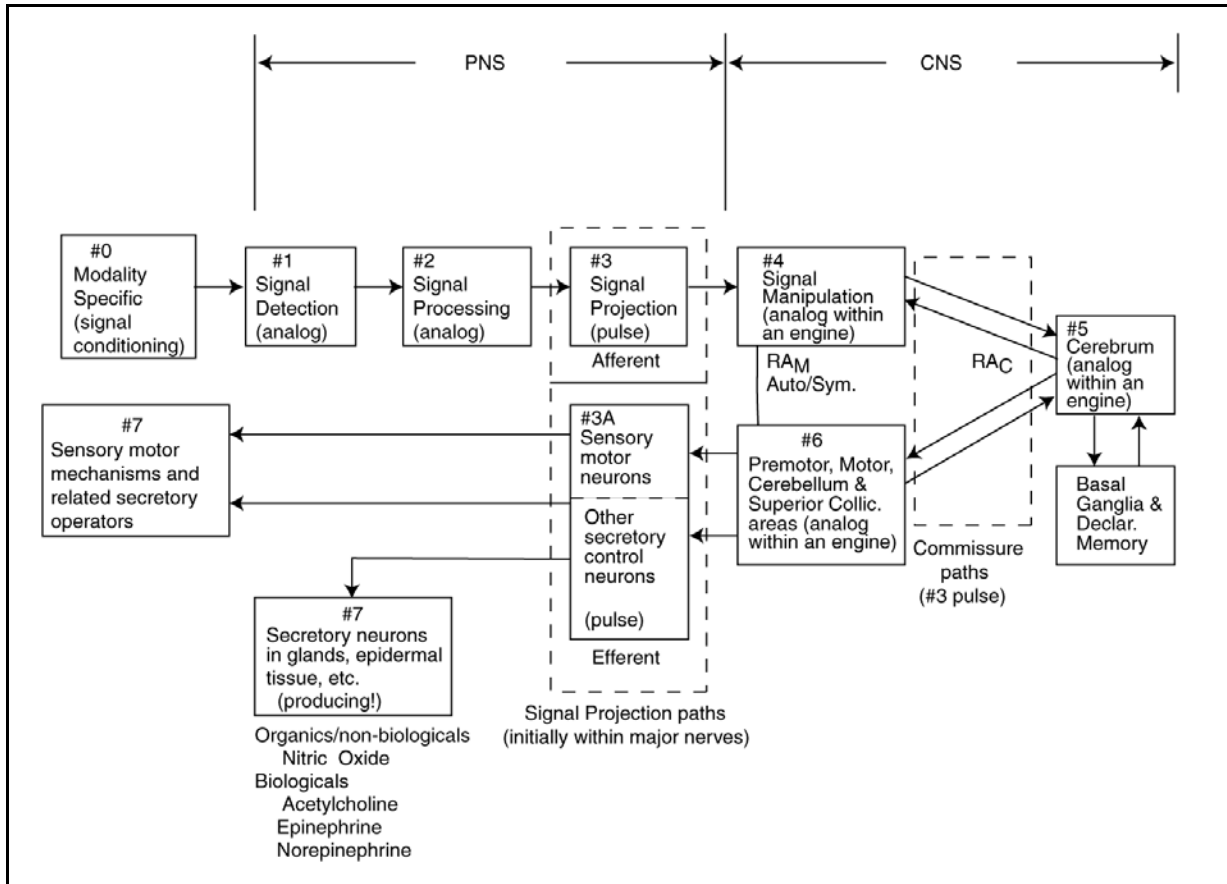 PNS
CNS
#0
Modality
Specific
(signal
conditioning)
#1
Signal
Detection
(analog)
#2
Signal
Processing
(analog)
#3
Signal
Projection
(pulse)
Afferent
#4
Signal
Manipulation
(analog within
an engine)
RAM
Auto/Sym.
RAC
#5
Cerebrum
(analog
within an
engine)
#7
Sensory motor
mechanisms and
related secretory
operators
#3A
Sensory
motor
neurons
Other
secretory
control
neurons
(pulse)
Efferent
#6
Premotor, Motor,
Cerebellum &
Superior Collic.
areas (analog
within an engine)
Commissure
paths
(#3 pulse)
Basal
Ganglia &
Declar.
Memory
#7
Secretory neurons
in glands, epidermal
tissue, etc.
(producing!)
Signal Projection paths
(initially within major nerves)
Organics/non-biologicals
Nitric Oxide
Biologicals
Acetylcholine
Epinephrine
Norepinephrine